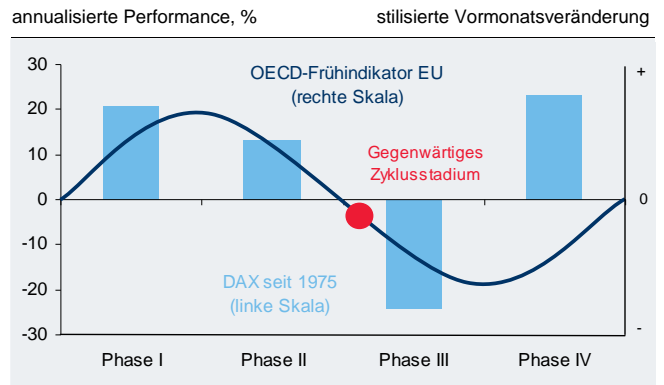 annualisierte Performance, %
stilisierte Vormonatsveränderung
30
20
10
0
-10
-20
-30
+
0
-
OECD-Frühindikator EU
(rechte Skala)
Gegenwärtiges
Zyklusstadium
DAX seit 1975
(linke Skala)
Phase I
Phase II
Phase III
Phase IV